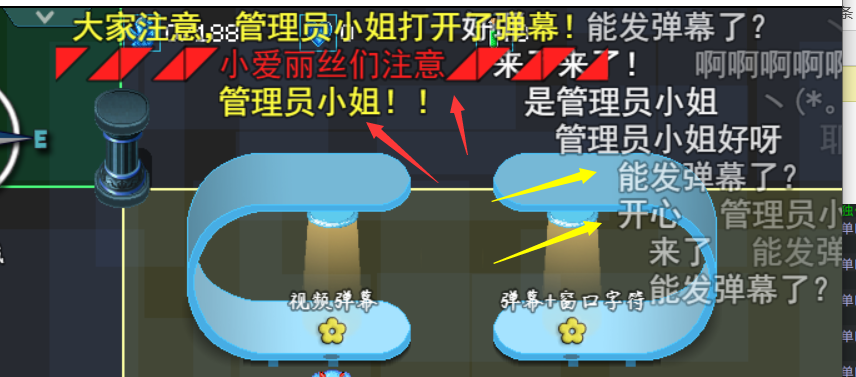 大家注意，管理员小姐打开了弹幕！ 能发弹幕了？
小爱丽丝们注意 来了来了！ 啊啊啊啊啊
管理员小姐！！ 是管理员小姐 ヽ(*。
管理员小姐好呀 耶
能发弹幕了？
E
开心 管理员小
来了 能发弹
视频弹幕 弹幕+窗口字符 能发弹幕了？